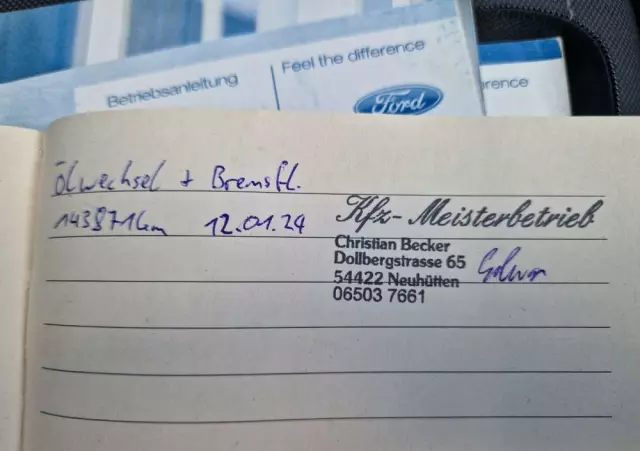 Betriebsanleitung
Feel the difference
Ford
rence
Ölwechsel + Bremsfl.
143871km 12.01.24
Kfz-Meisterbetrieb
Christian Becker
Dollbergstrasse 65
54422 Neuhütten
06503 7661